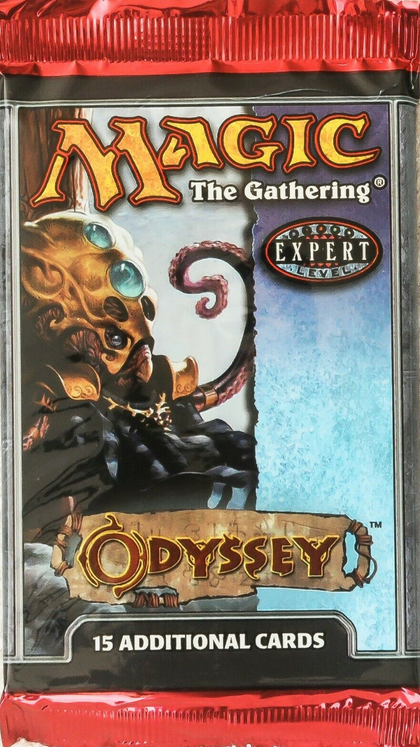 MAGIC
The Gathering®
EXPERT
LEVEL
ODYSSEY™
15 ADDITIONAL CARDS